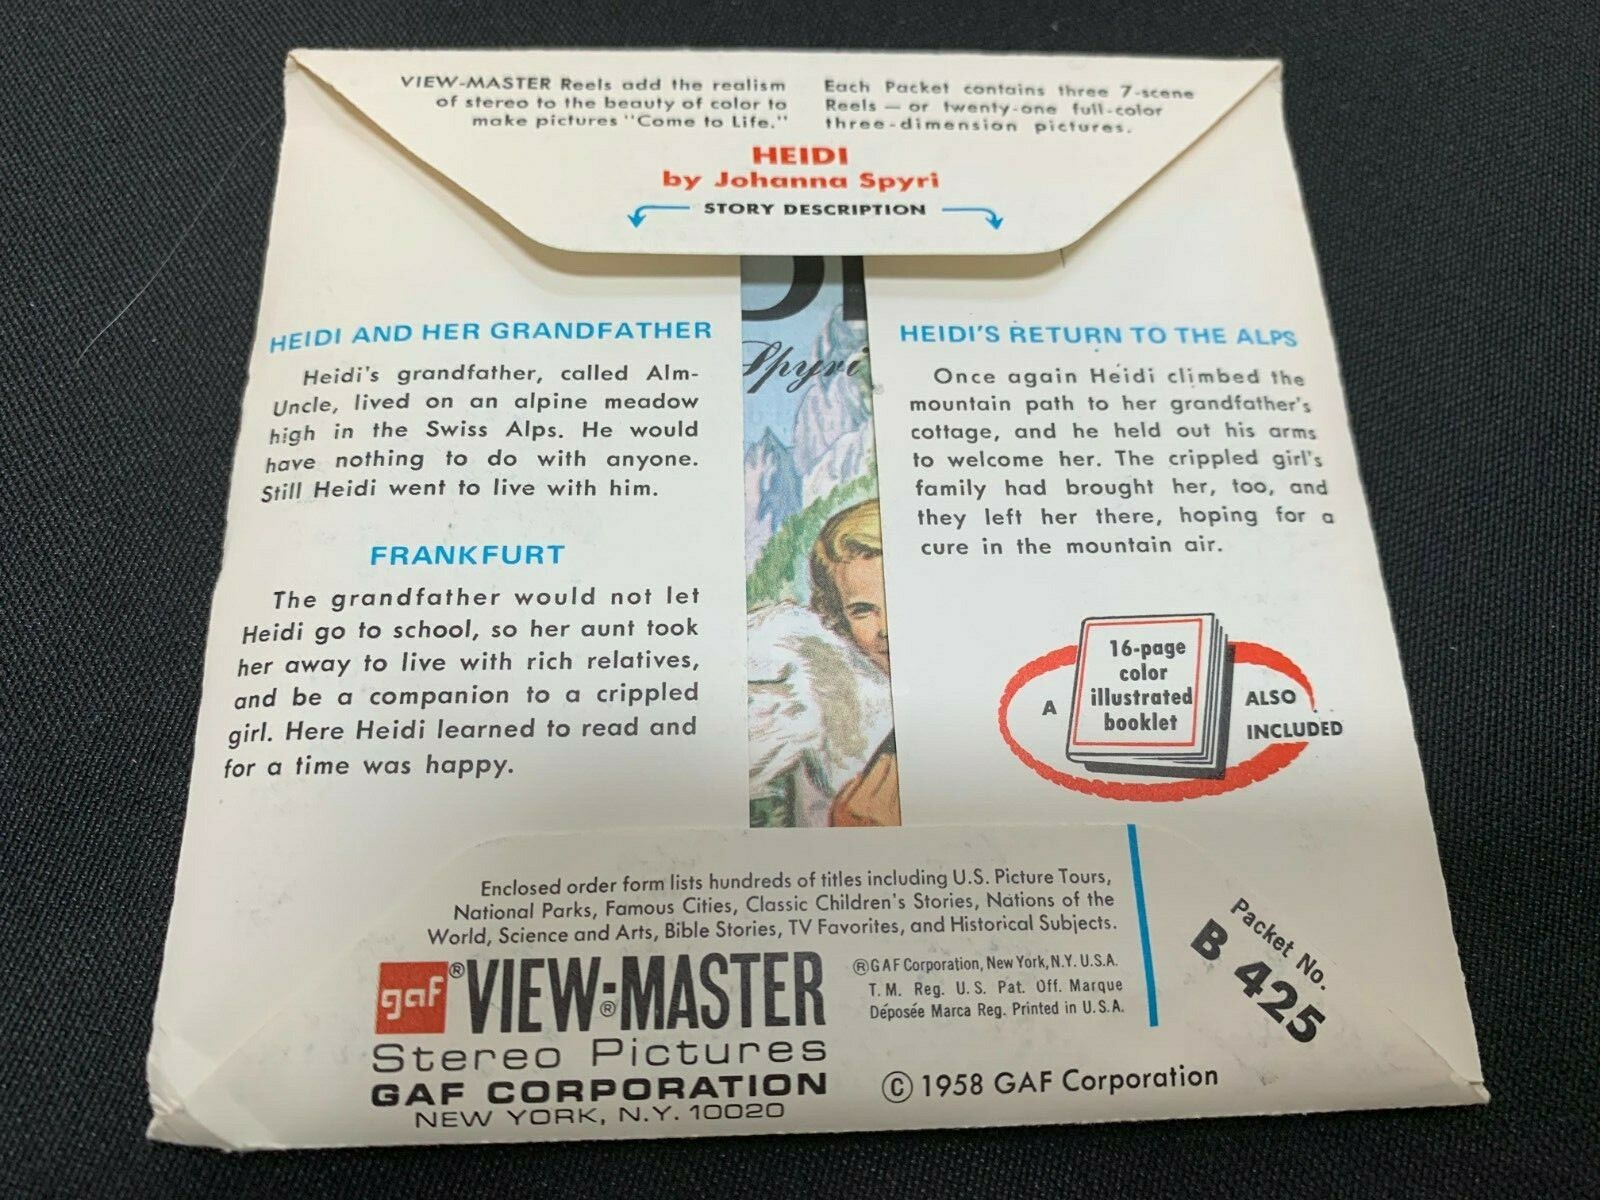 VIEW-MASTER Reels add the realism
of stereo to the beauty of color to
make pictures "Come to Life."
Each Packet contains three 7-scene
Reels — or twenty-one full-color
three-dimension pictures.
HEIDI
by Johanna Spyri
STORY DESCRIPTION
HEIDI AND HER GRANDFATHER
Heidi's grandfather, called Alm-
Uncle, lived on an alpine meadow
high in the Swiss Alps. He would
have nothing to do with anyone.
Still Heidi went to live with him.
FRANKFURT
The grandfather would not let
Heidi go to school, so her aunt took
her away to live with rich relatives,
and be a companion to a crippled
girl. Here Heidi learned to read and
for a time was happy.
Spyri
HEIDI'S RETURN TO THE ALPS
Once again Heidi climbed the
mountain path to her grandfather's
cottage, and he held out his arms
to welcome her. The crippled girl's
family had brought her, too, and
they left her there, hoping for a
cure in the mountain air.
A
16-page
color
illustrated
booklet
ALSO
INCLUDED
Enclosed order form lists hundreds of titles including U.S. Picture Tours,
National Parks, Famous Cities, Classic Children's Stories, Nations of the
World, Science and Arts, Bible Stories, TV Favorites, and Historical Subjects.
gaf® VIEW-MASTER®
Stereo Pictures
GAF CORPORATION
NEW YORK, N.Y. 10020
®GAF Corporation, New York, N.Y. U.S.A.
T.M. Reg. U.S. Pat. Off. Marque
Déposée Marca Reg. Printed in U.S.A.
© 1958 GAF Corporation
Packet No.
B 425